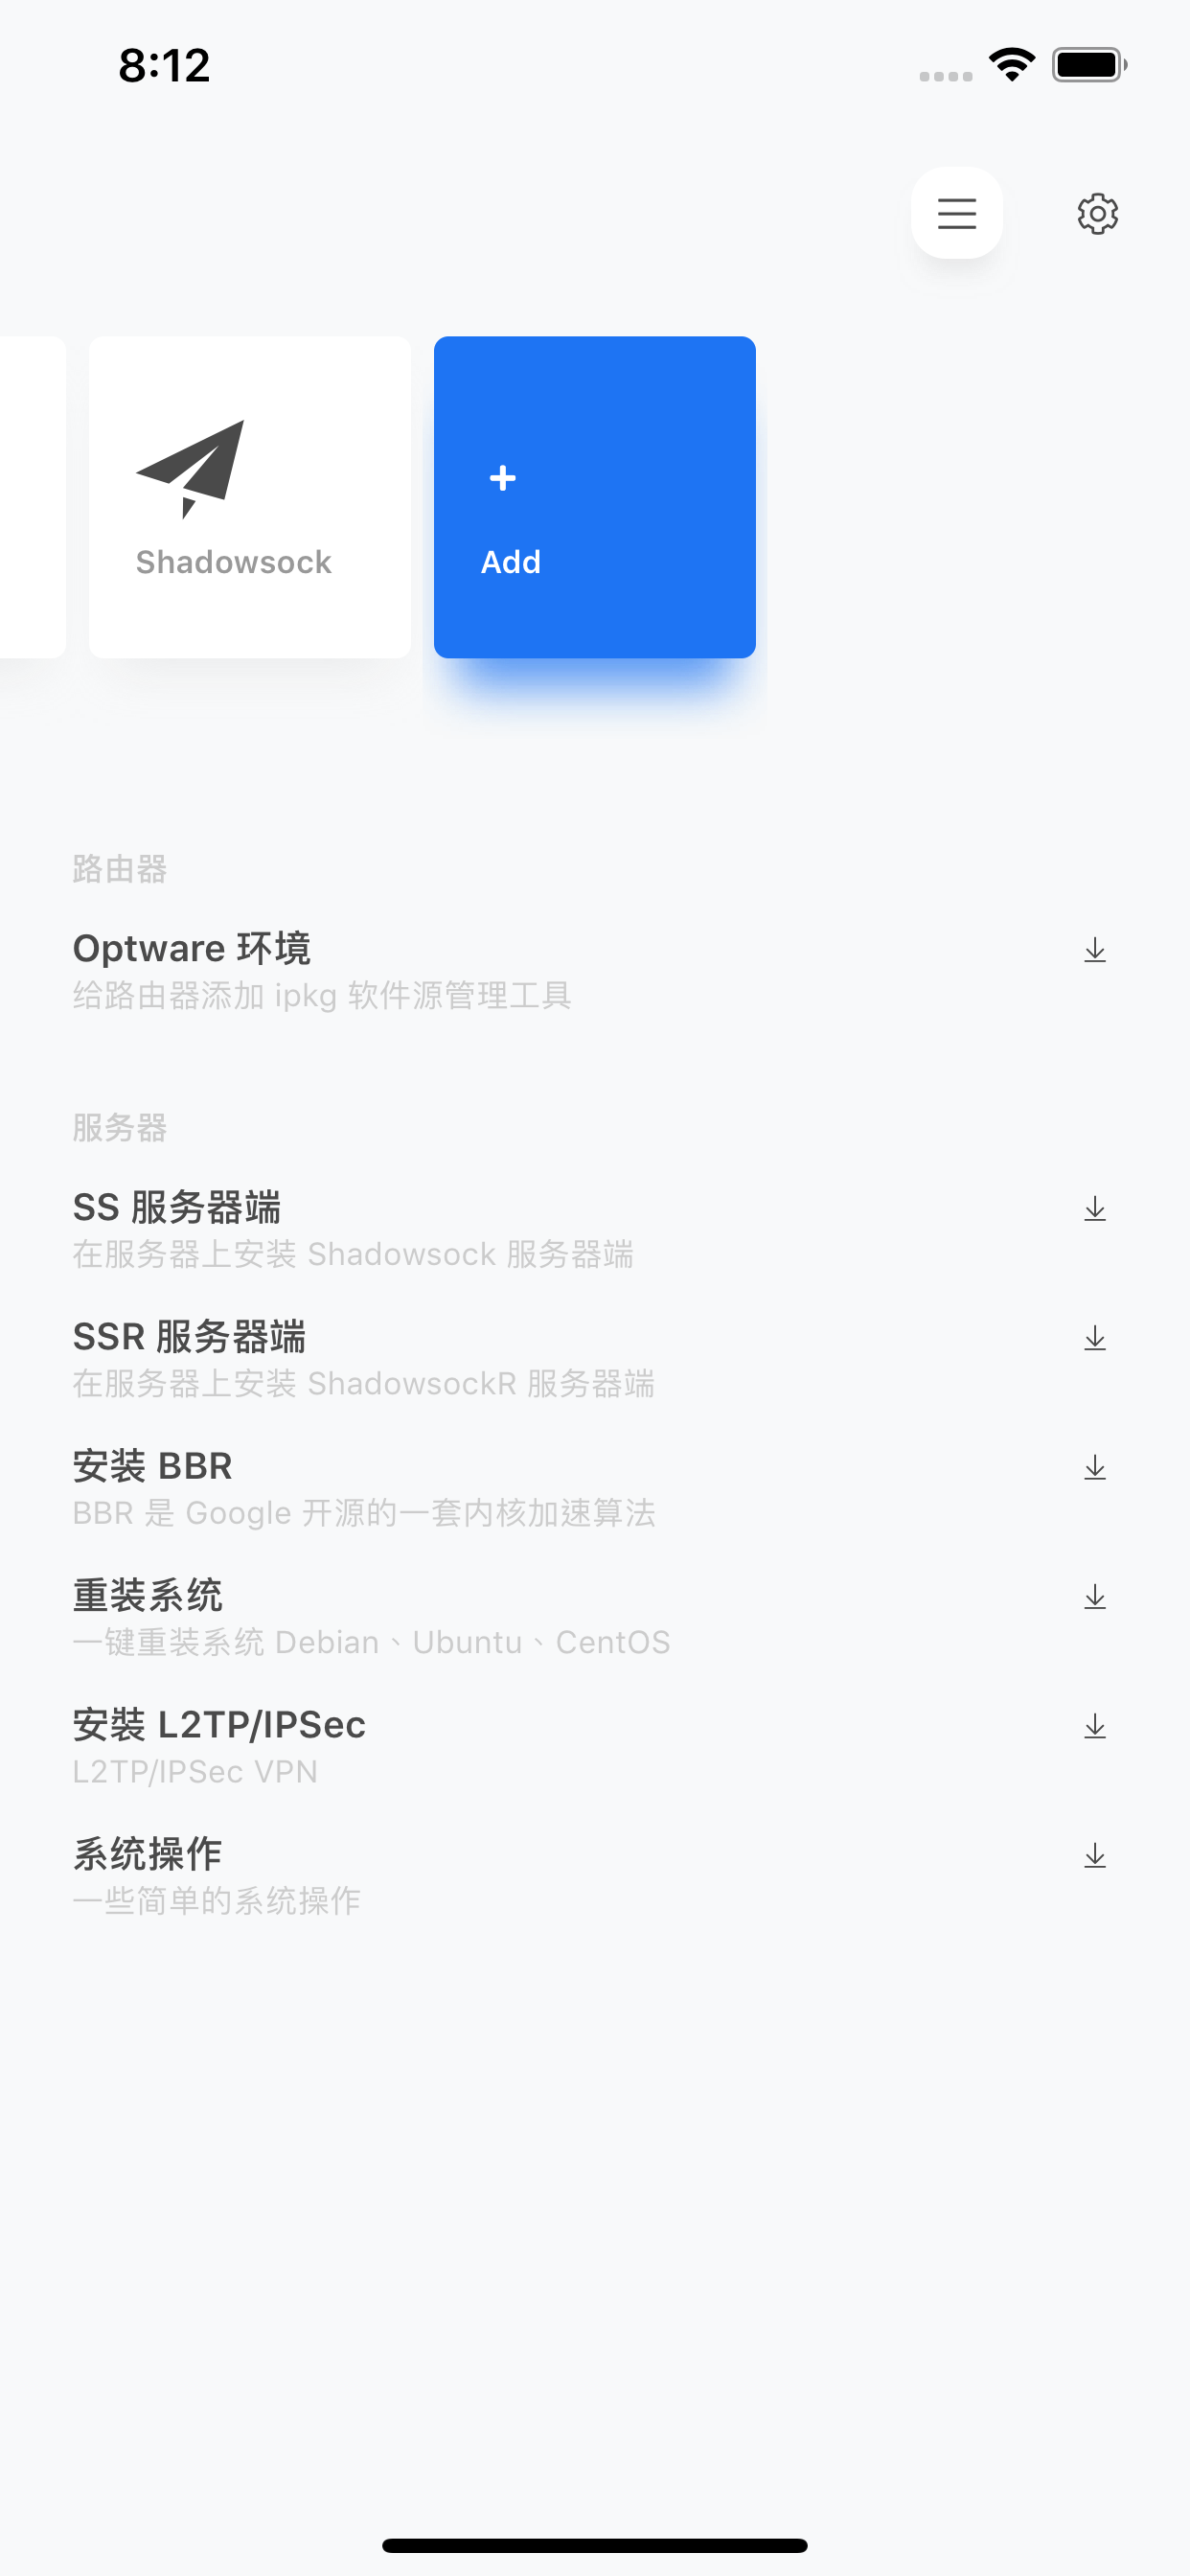 8:12
Shadowsock
Add
路由器
Optware 环境
给路由器添加 ipkg 软件源管理工具
服务器
SS 服务器端
在服务器上安装 Shadowsock 服务器端
SSR 服务器端
在服务器上安装 ShadowsockR 服务器端
安装 BBR
BBR 是 Google 开源的一套内核加速算法
重装系统
一键重装系统 Debian、Ubuntu、CentOS
安装 L2TP/IPSec
L2TP/IPSec VPN
系统操作
一些简单的系统操作